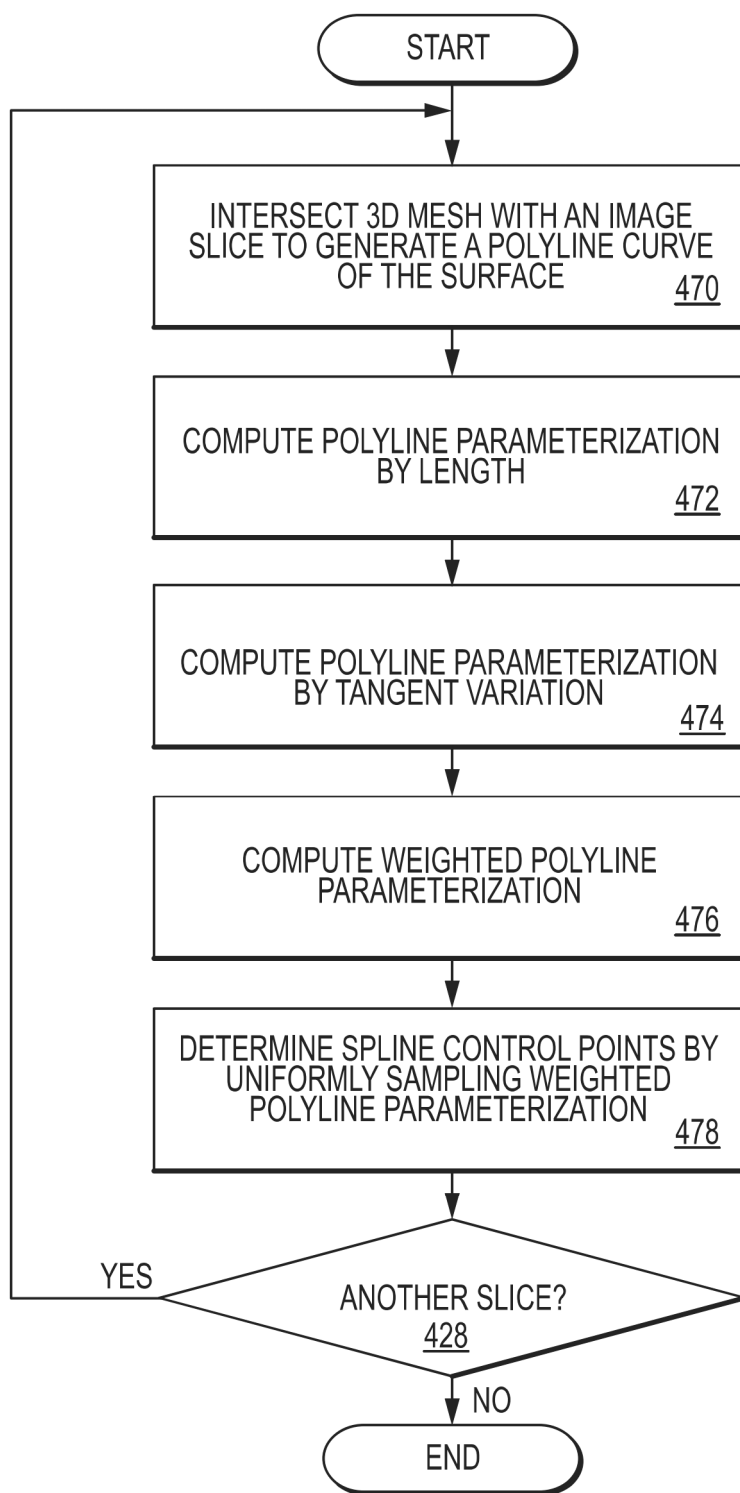 START
INTERSECT 3D MESH WITH AN IMAGE
SLICE TO GENERATE A POLYLINE CURVE
OF THE SURFACE
470
COMPUTE POLYLINE PARAMETERIZATION
BY LENGTH
472
COMPUTE POLYLINE PARAMETERIZATION
BY TANGENT VARIATION
474
COMPUTE WEIGHTED POLYLINE
PARAMETERIZATION
476
DETERMINE SPLINE CONTROL POINTS BY
UNIFORMLY SAMPLING WEIGHTED
POLYLINE PARAMETERIZATION
478
YES
ANOTHER SLICE?
428
NO
END